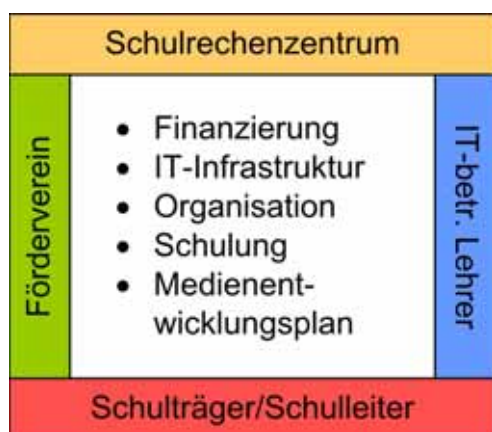 Schulrechenzentrum
Förderverein
• Finanzierung
• IT-Infrastruktur
• Organisation
• Schulung
• Medienent-
wicklungsplan
IT-betr. Lehrer
Schulträger/Schulleiter